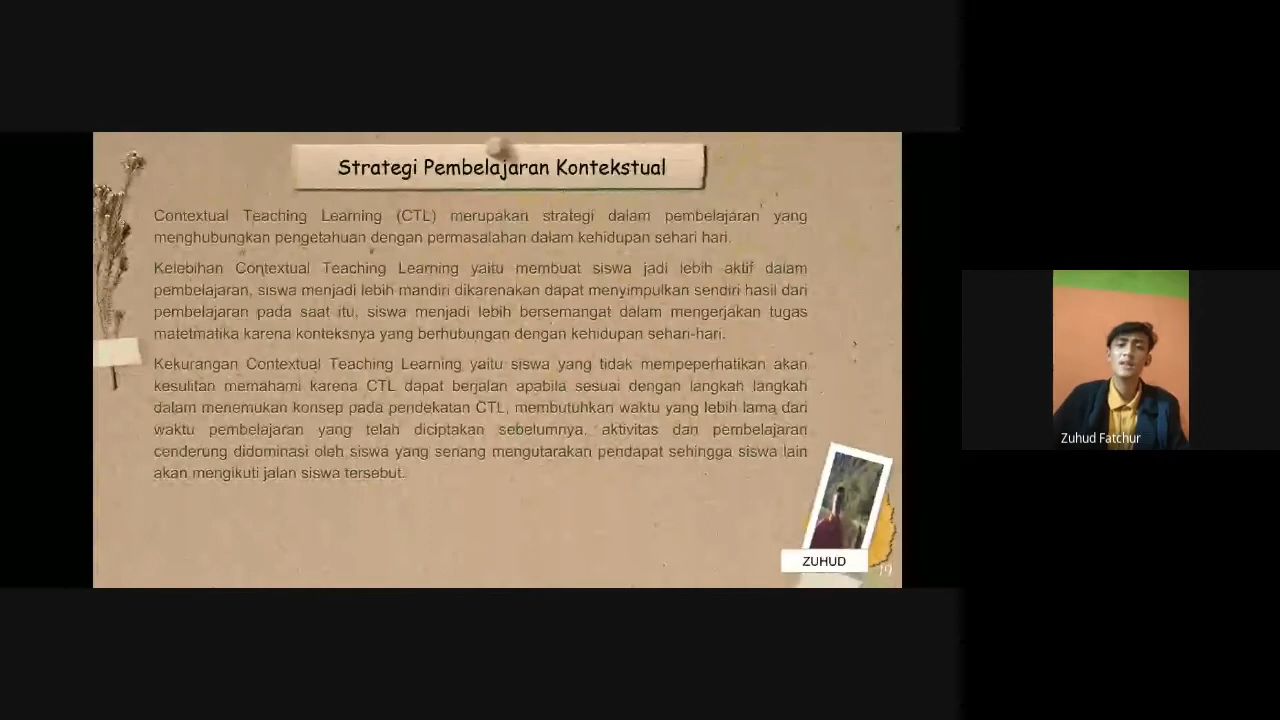 Strategi Pembelajaran Kontekstual
Contextual Teaching Learning (CTL) merupakan strategi dalam pembelajaran yang
menghubungkan pengetahuan dengan permasalahan dalam kehidupan sehari hari.
Kelebihan Contextual Teaching Learning yaitu membuat siswa jadi lebih aktif dalam
pembelajaran, siswa menjadi lebih mandiri dikarenakan dapat menyimpulkan sendiri hasil dari
pembelajaran pada saat itu, siswa menjadi lebih bersemangat dalam mengerjakan tugas
matetmatika karena konteksnya yang berhubungan dengan kehidupan sehari-hari.
Kekurangan Contextual Teaching Learning yaitu siswa yang tidak mempeperhatikan akan
kesulitan memahami karena CTL dapat berjalan apabila sesuai dengan langkah langkah
dalam menemukan konsep pada pendekatan CTL, membutuhkan waktu yang lebih lama dari
waktu pembelajaran yang telah diciptakan sebelumnya, aktivitas dan pembelajaran
cenderung didominasi oleh siswa yang senang mengutarakan pendapat sehingga siswa lain
akan mengikuti jalan siswa tersebut.
ZUHUD
19
Zuhud Fatchur